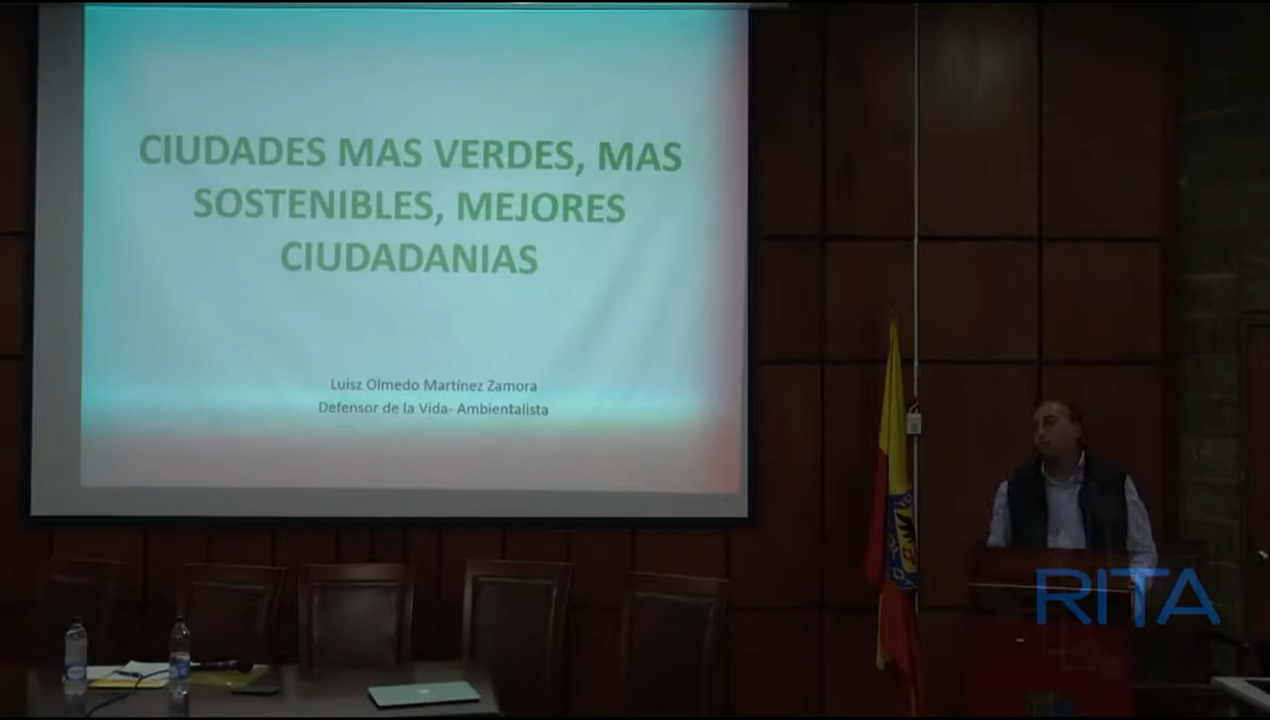 CIUDADES MAS VERDES, MAS
SOSTENIBLES, MEJORES
CIUDADANIAS
Luisz Olmedo Martínez Zamora
Defensor de la Vida- Ambientalista
RITA